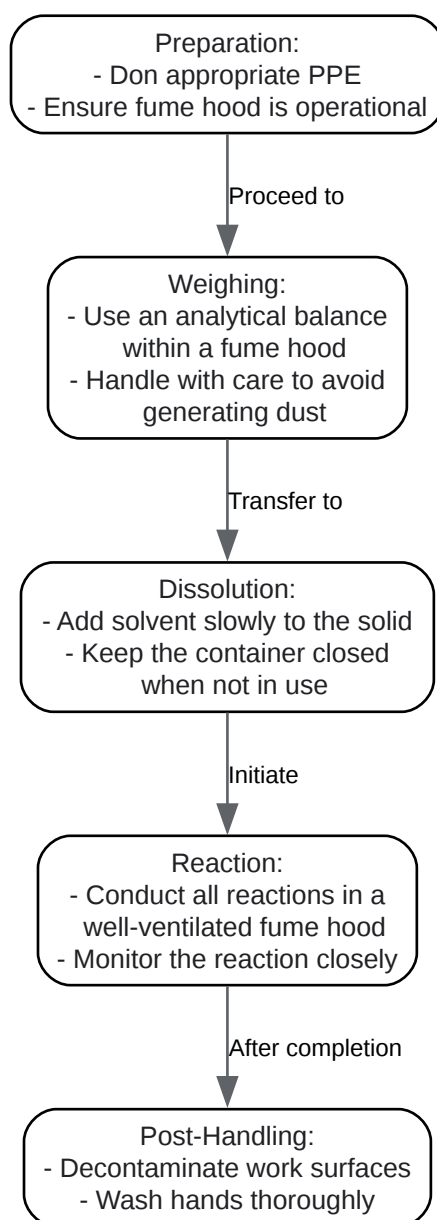 Preparation:
- Don appropriate PPE
- Ensure fume hood is operational
Proceed to
Weighing:
- Use an analytical balance
within a fume hood
- Handle with care to avoid
generating dust
Transfer to
Dissolution:
- Add solvent slowly to the solid
- Keep the container closed
when not in use
Initiate
Reaction:
- Conduct all reactions in a
well-ventilated fume hood
- Monitor the reaction closely
After completion
Post-Handling:
- Decontaminate work surfaces
- Wash hands thoroughly